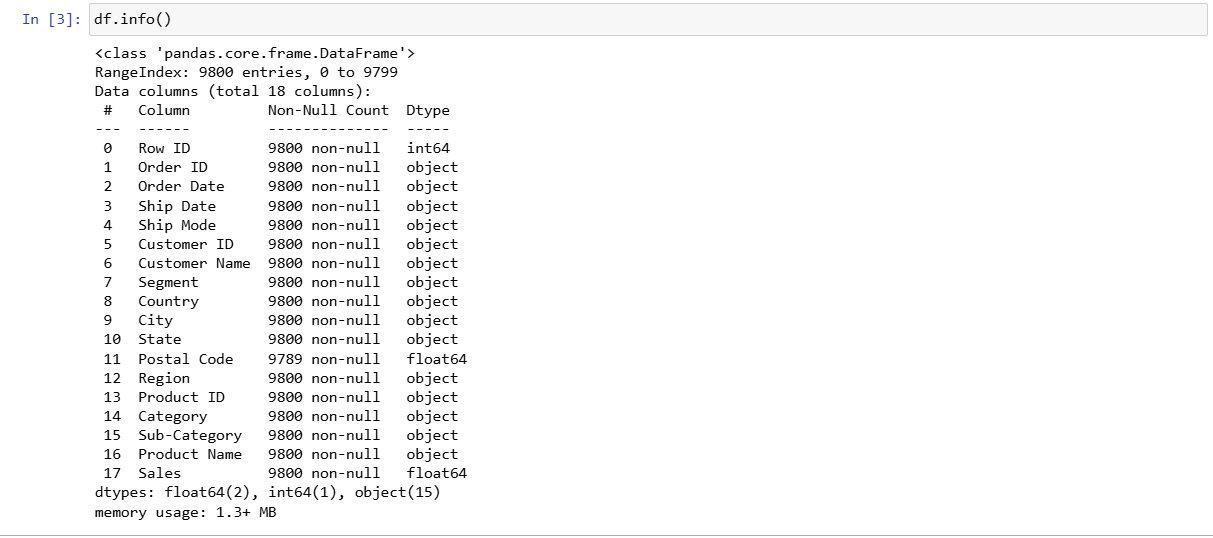 In [3]: df.info()
<class 'pandas.core.frame.DataFrame'>
RangeIndex: 9800 entries, 0 to 9799
Data columns (total 18 columns):
 #   Column         Non-Null Count  Dtype
---  ------         --------------  -----
 0   Row ID         9800 non-null   int64
 1   Order ID       9800 non-null   object
 2   Order Date     9800 non-null   object
 3   Ship Date      9800 non-null   object
 4   Ship Mode      9800 non-null   object
 5   Customer ID    9800 non-null   object
 6   Customer Name  9800 non-null   object
 7   Segment        9800 non-null   object
 8   Country        9800 non-null   object
 9   City           9800 non-null   object
 10  State          9800 non-null   object
 11  Postal Code    9789 non-null   float64
 12  Region         9800 non-null   object
 13  Product ID     9800 non-null   object
 14  Category       9800 non-null   object
 15  Sub-Category   9800 non-null   object
 16  Product Name   9800 non-null   object
 17  Sales          9800 non-null   float64
dtypes: float64(2), int64(1), object(15)
memory usage: 1.3+ MB